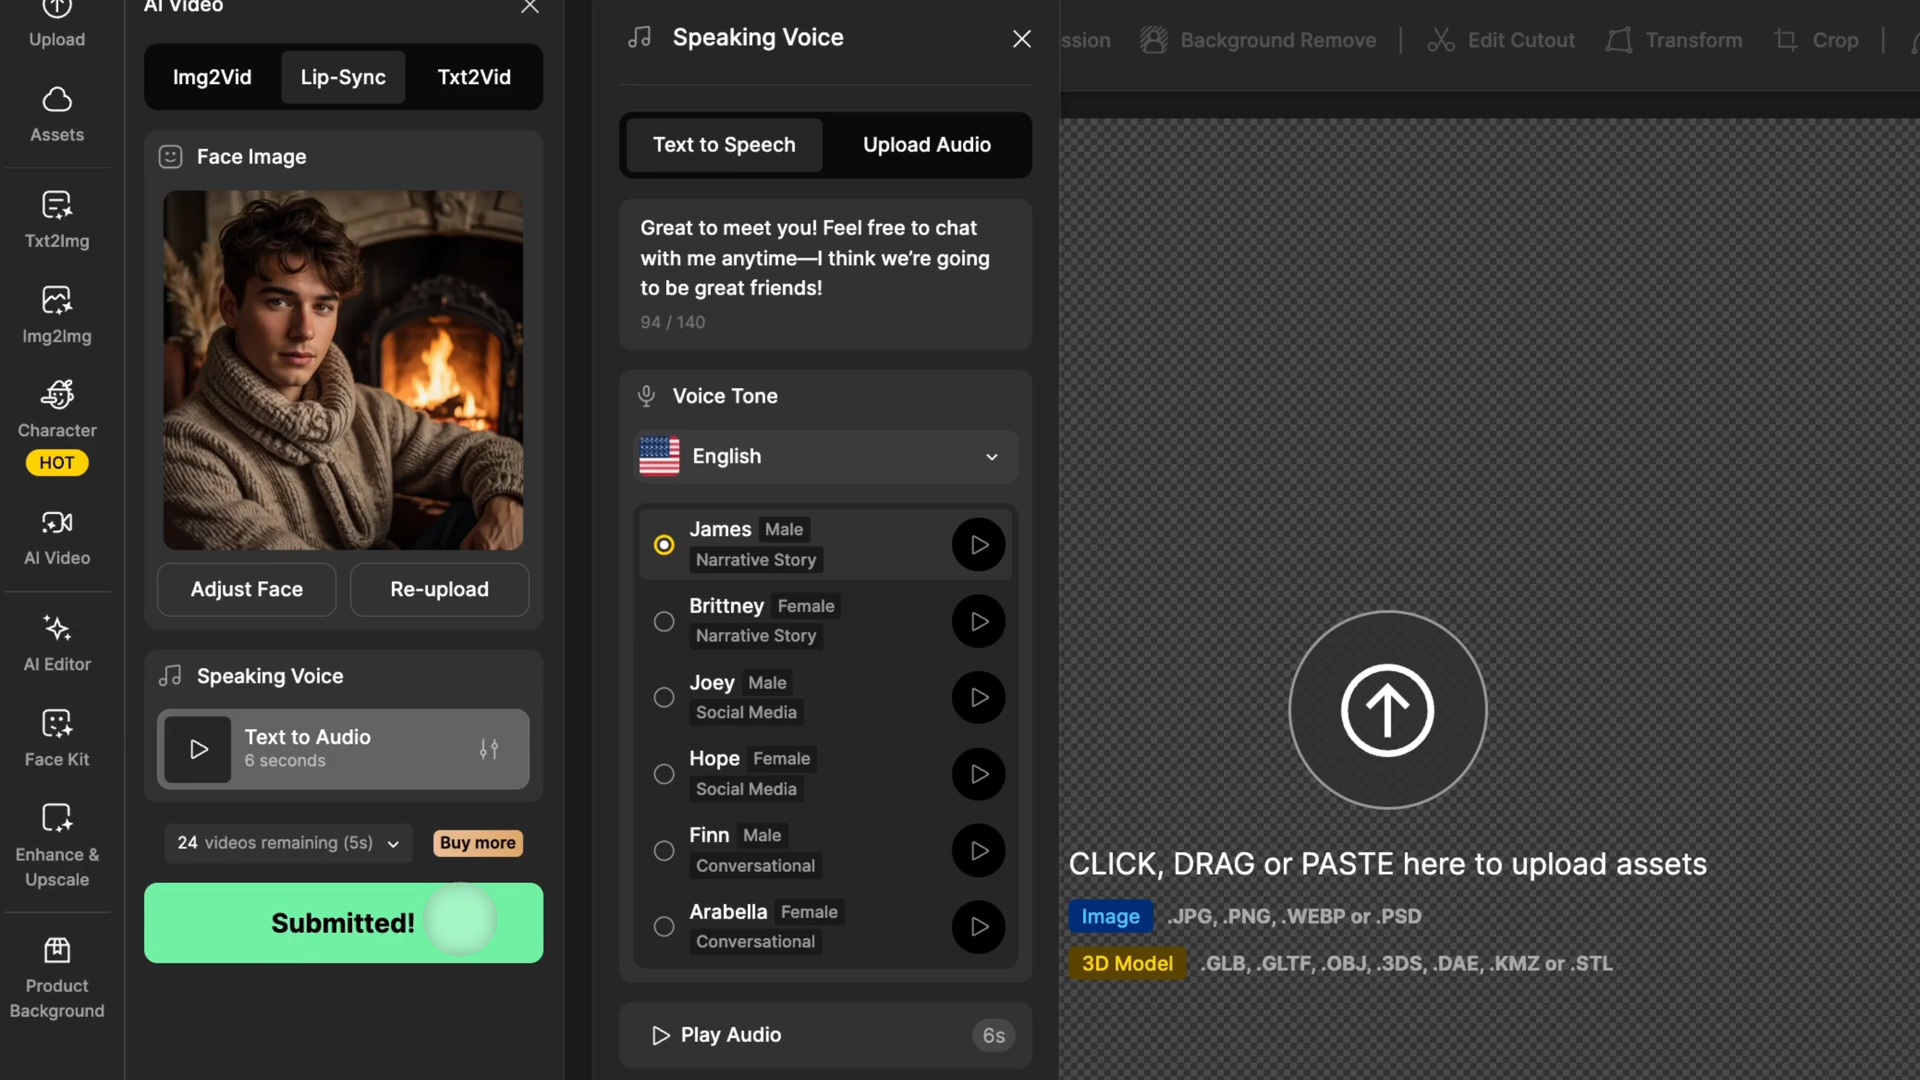 Upload
Assets
Txt2Img
Img2Img
Character
HOT
AI Video
AI Editor
Face Kit
Enhance &
Upscale
Product
Background
AI Video
Img2Vid
Lip-Sync
Txt2Vid
Face Image
Adjust Face
Re-upload
Speaking Voice
Text to Audio
6 seconds
24 videos remaining (5s)
Buy more
Submitted!
Speaking Voice
Text to Speech
Upload Audio
Great to meet you! Feel free to chat
with me anytime—I think we’re going
to be great friends!
94 / 140
Voice Tone
English
James Male
Narrative Story
Brittney Female
Narrative Story
Joey Male
Social Media
Hope Female
Social Media
Finn Male
Conversational
Arabella Female
Conversational
Play Audio
6s
ssion
Background Remove
Edit Cutout
Transform
Crop
CLICK, DRAG or PASTE here to upload assets
Image .JPG, .PNG, .WEBP or .PSD
3D Model .GLB, .GLTF, .OBJ, .3DS, .DAE, .KMZ or .STL